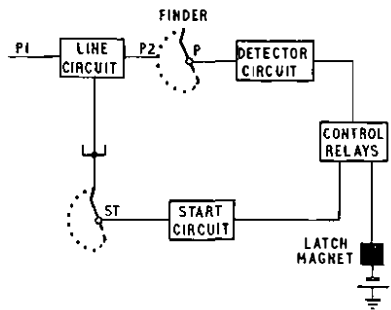 FINDER
P1
LINE
CIRCUIT
P2
P
DETECTOR
CIRCUIT
CONTROL
RELAYS
ST
START
CIRCUIT
LATCH
MAGNET